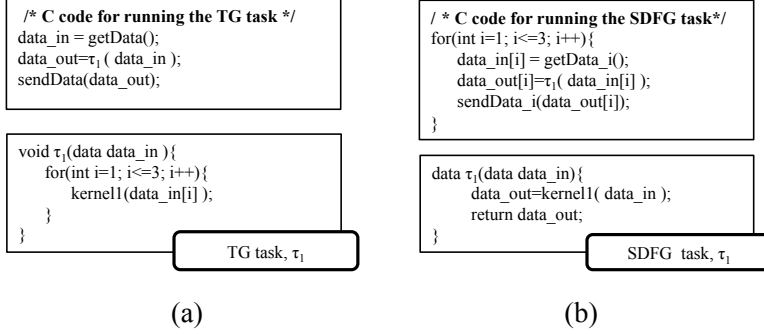 /* C code for running the TG task */
data_in = getData();
data_out=τ₁ ( data_in );
sendData(data_out);
void τ₁(data data_in ){
for(int i=1; i<=3; i++){
kernel1(data_in[i] );
}
}
TG task, τ₁
(a)
/ * C code for running the SDFG task*/
for(int i=1; i<=3; i++){
data_in[i] = getData_i();
data_out[i]=τ₁( data_in[i] );
sendData_i(data_out[i]);
}
data τ₁(data data_in){
data_out=kernel1( data_in );
return data_out;
}
SDFG task, τ₁
(b)